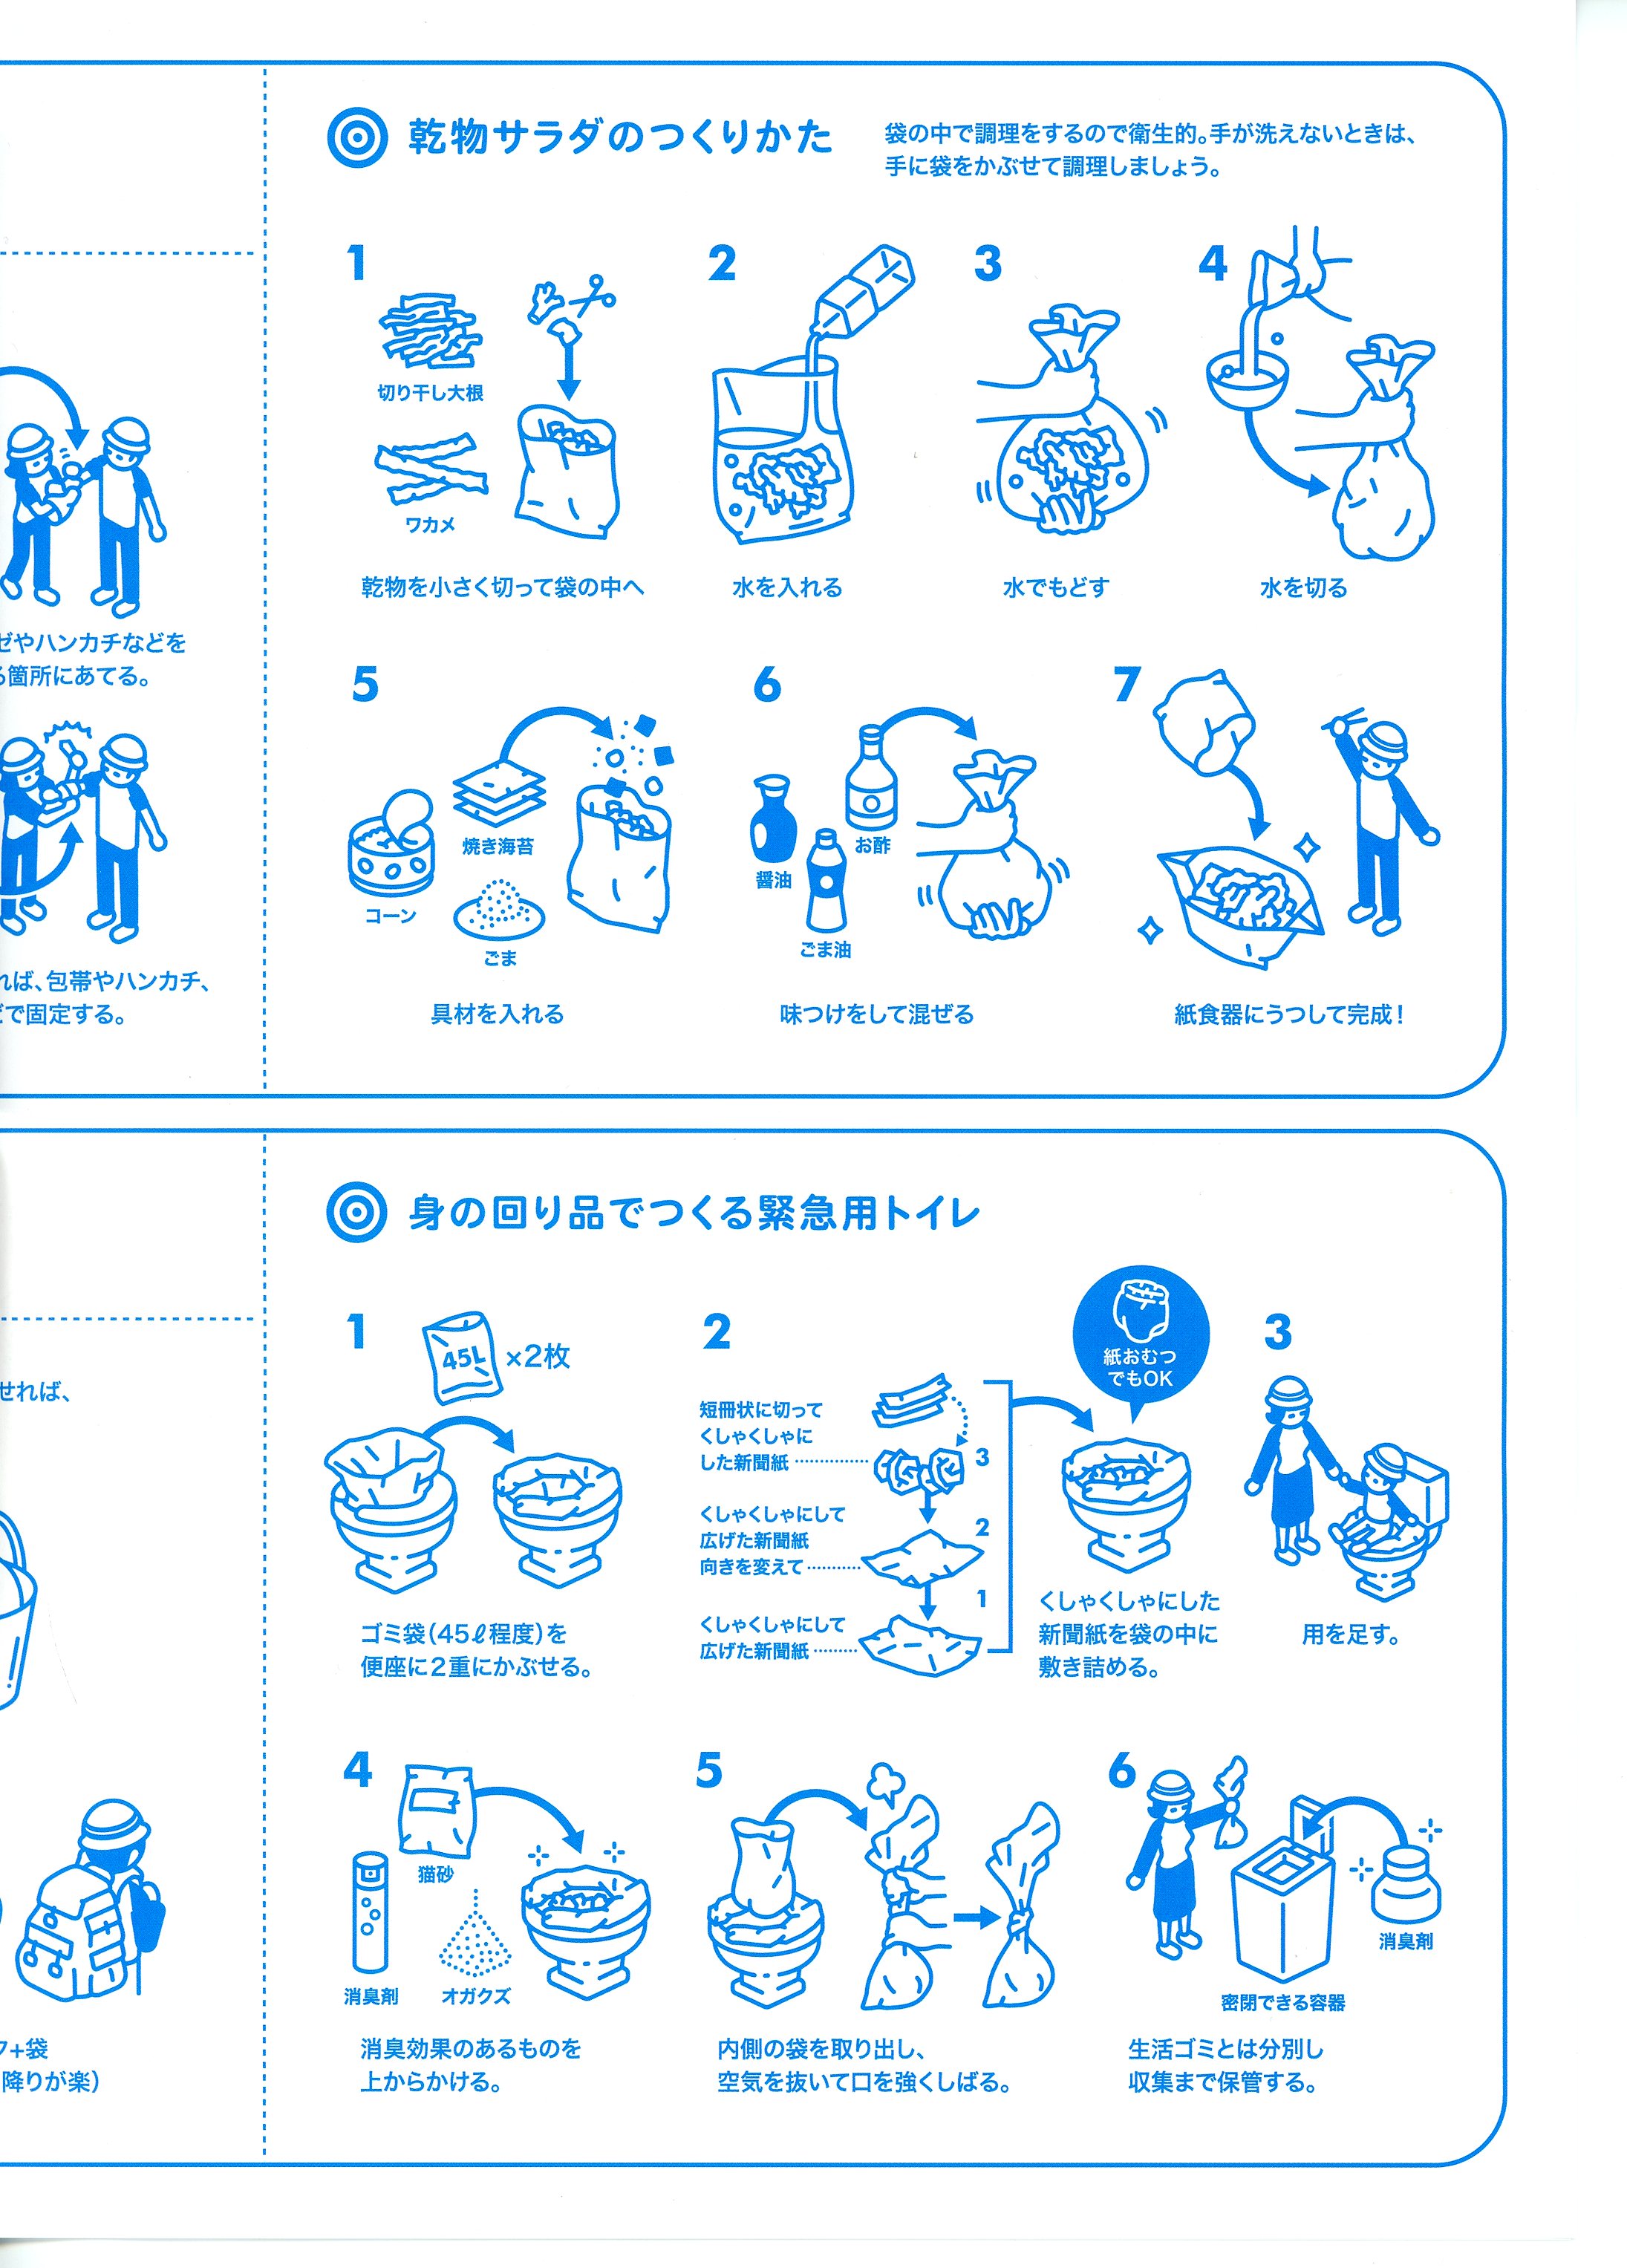 ゼやハンカチなどを
る箇所にあてる。
れば、包帯やハンカチ、
どで固定する。
乾物サラダのつくりかた
袋の中で調理をするので衛生的。手が洗えないときは、
手に袋をかぶせて調理しましょう。
1
切り干し大根
ワカメ
乾物を小さく切って袋の中へ
2
水を入れる
3
水でもどす
4
水を切る
5
コーン
焼き海苔
ごま
具材を入れる
6
醤油
ごま油
お酢
味つけをして混ぜる
7
紙食器にうつして完成！
せれば、
+袋
降りが楽）
身の回り品でつくる緊急用トイレ
1
45L
×2枚
ゴミ袋（45ℓ程度）を
便座に2重にかぶせる。
2
短冊状に切って
くしゃくしゃに
した新聞紙
3
くしゃくしゃにして
広げた新聞紙
向きを変えて
2
くしゃくしゃにして
広げた新聞紙
1
紙おむつ
でもOK
くしゃくしゃにした
新聞紙を袋の中に
敷き詰める。
3
用を足す。
4
猫砂
消臭剤
オガクズ
消臭効果のあるものを
上からかける。
5
内側の袋を取り出し、
空気を抜いて口を強くしばる。
6
消臭剤
密閉できる容器
生活ゴミとは分別し
収集まで保管する。